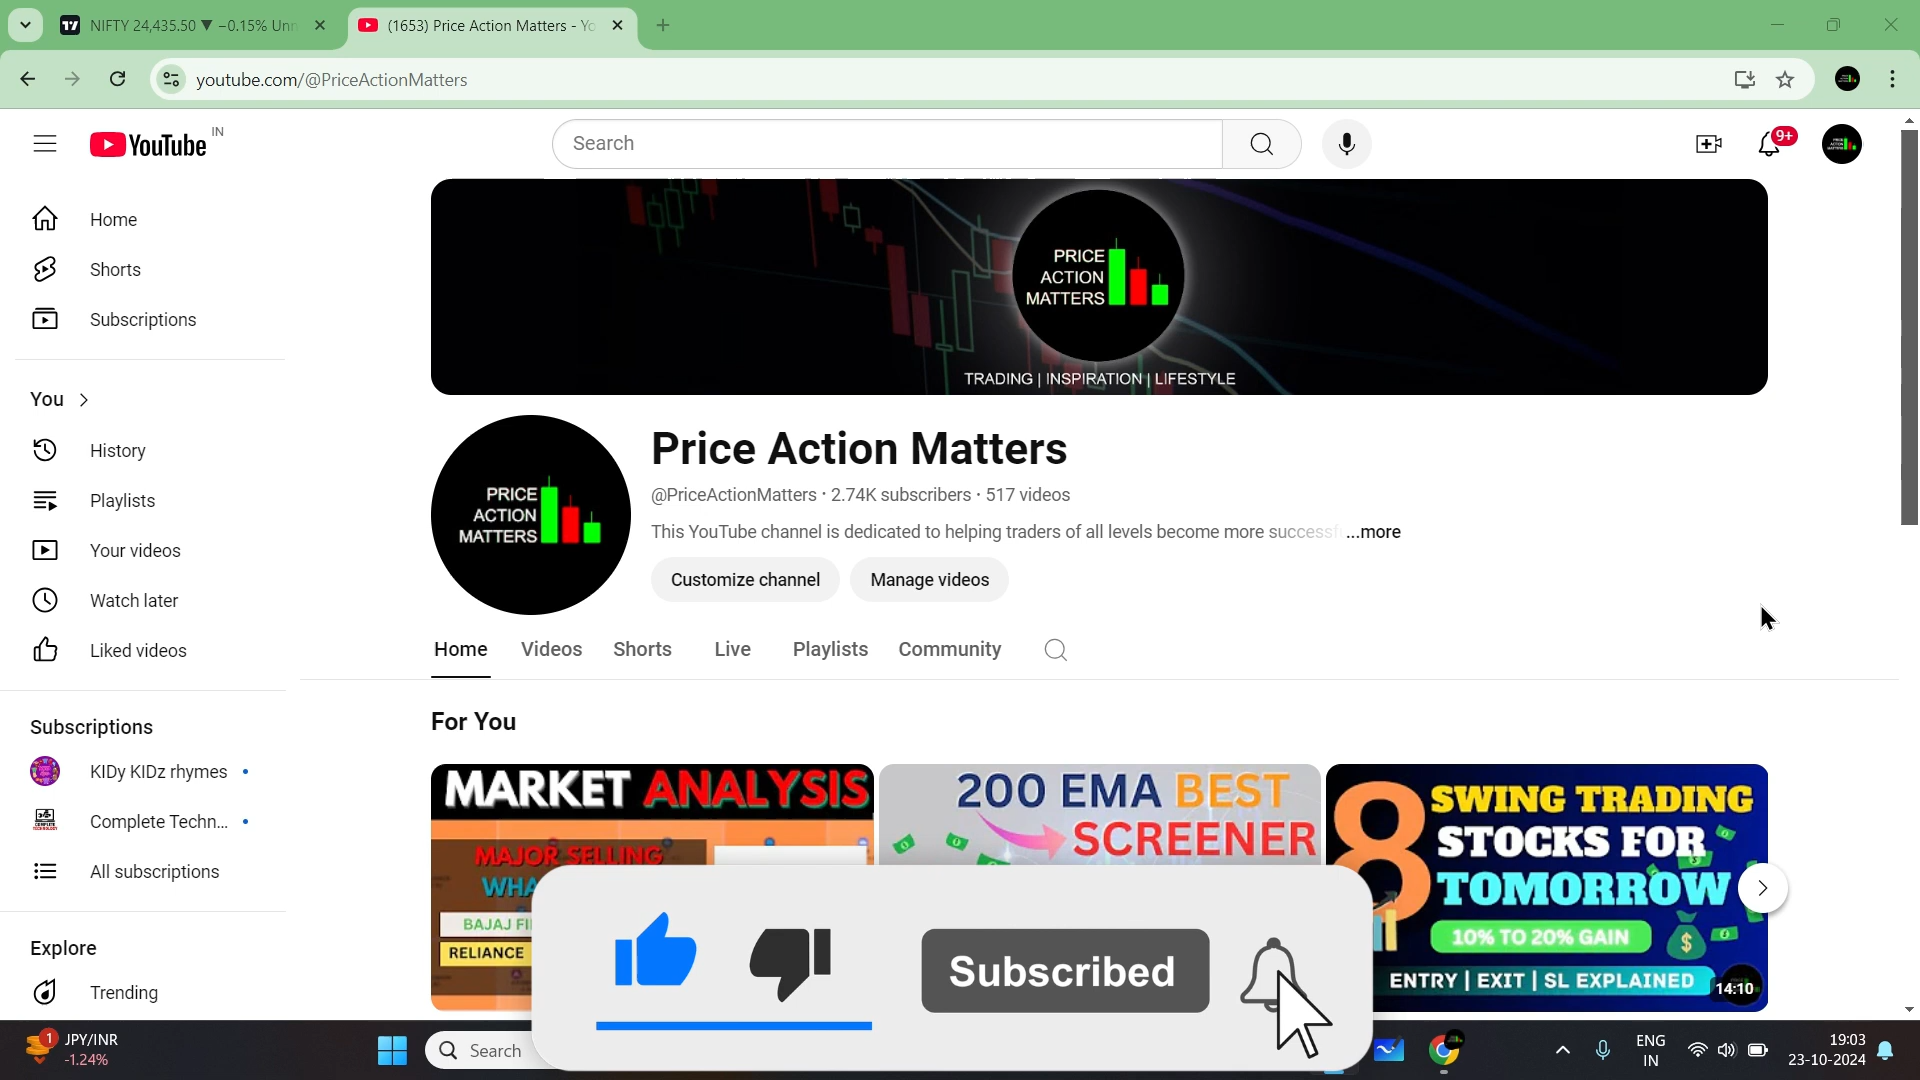 NIFTY 24,435.50 ▼ −0.15% Unn
(1653) Price Action Matters - Yo
youtube.com/@PriceActionMatters
YouTube IN
Search
9+
Home
Shorts
Subscriptions
You
History
Playlists
Your videos
Watch later
Liked videos
Subscriptions
KIDy KIDz rhymes
Complete Techn...
All subscriptions
Explore
Trending
PRICE
ACTION
MATTERS
TRADING | INSPIRATION | LIFESTYLE
PRICE
ACTION
MATTERS
Price Action Matters
@PriceActionMatters · 2.74K subscribers · 517 videos
This YouTube channel is dedicated to helping traders of all levels become more successf ...more
Customize channel
Manage videos
Home Videos Shorts Live Playlists Community
For You
MARKET ANALYSIS
MAJOR SELLING
WHA
BAJAJ FI
RELIANCE
200 EMA BEST
SCREENER
8
SWING TRADING
STOCKS FOR
TOMORROW
10% TO 20% GAIN
ENTRY | EXIT | SL EXPLAINED
14:10
Subscribed
1
JPY/INR
-1.24%
Search
ENG
IN
19:03
23-10-2024